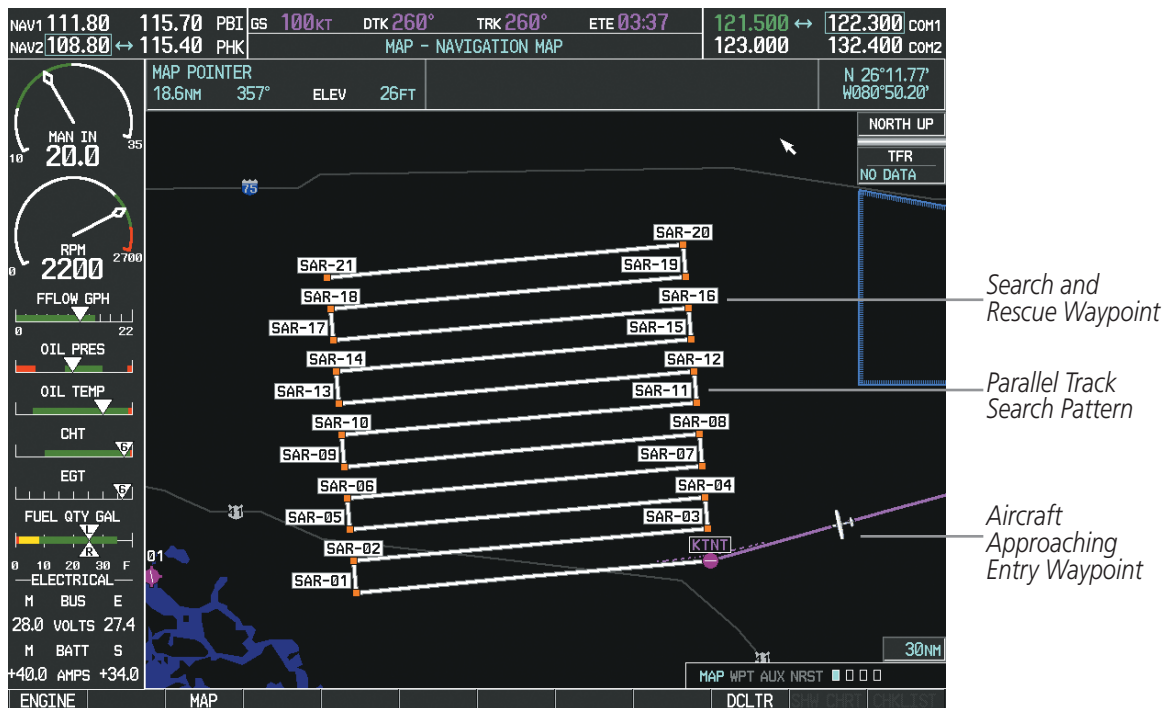 NAV1 111.80 115.70 PBI
NAV2 108.80 ↔ 115.40 PHK
GS 100KT DTK 260° TRK 260° ETE 03:37
MAP – NAVIGATION MAP
121.500 ↔ 122.300 COM1
123.000 132.400 COM2
MAP POINTER
18.6NM 357° ELEV 26FT
N 26°11.77'
W080°50.20'
NORTH UP
TFR
NO DATA
MAN IN
10 20.0 35
RPM
0 2200 2700
FFLOW GPH
0 22
OIL PRES
OIL TEMP
CHT
6
EGT
6
FUEL QTY GAL
L
R
0 10 20 30 F
ELECTRICAL
M BUS E
28.0 VOLTS 27.4
M BATT S
+40.0 AMPS +34.0
75
SAR-20
SAR-21
SAR-19
SAR-18
SAR-16
SAR-17
SAR-15
SAR-14
SAR-12
SAR-13
SAR-11
SAR-10
SAR-08
SAR-09
SAR-07
SAR-06
SAR-04
SAR-05
SAR-03
SAR-02
KTNT
SAR-01
01
30NM
MAP WPT AUX NRST
ENGINE MAP DCLTR SHW CHRT CHKLIST
Search and
Rescue Waypoint
Parallel Track
Search Pattern
Aircraft
Approaching
Entry Waypoint